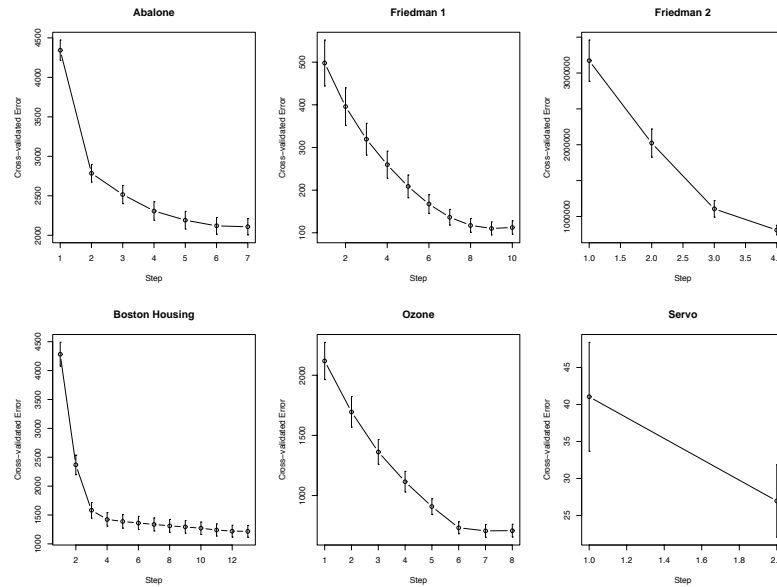 Abalone
Cross-validated Error
4500
4000
3500
3000
2500
2000
1 2 3 4 5 6 7
Step
Friedman 1
Cross-validated Error
500
400
300
200
100
2 4 6 8 10
Step
Friedman 2
Cross-validated Error
3000000
2000000
1000000
1.0 1.5 2.0 2.5 3.0 3.5 4.
Step
Boston Housing
Cross-validated Error
4500
4000
3500
3000
2500
2000
1500
1000
2 4 6 8 10 12
Step
Ozone
Cross-validated Error
2000
1500
1000
1 2 3 4 5 6 7 8
Step
Servo
Cross-validated Error
45
40
35
30
25
1.0 1.2 1.4 1.6 1.8 2.
Step